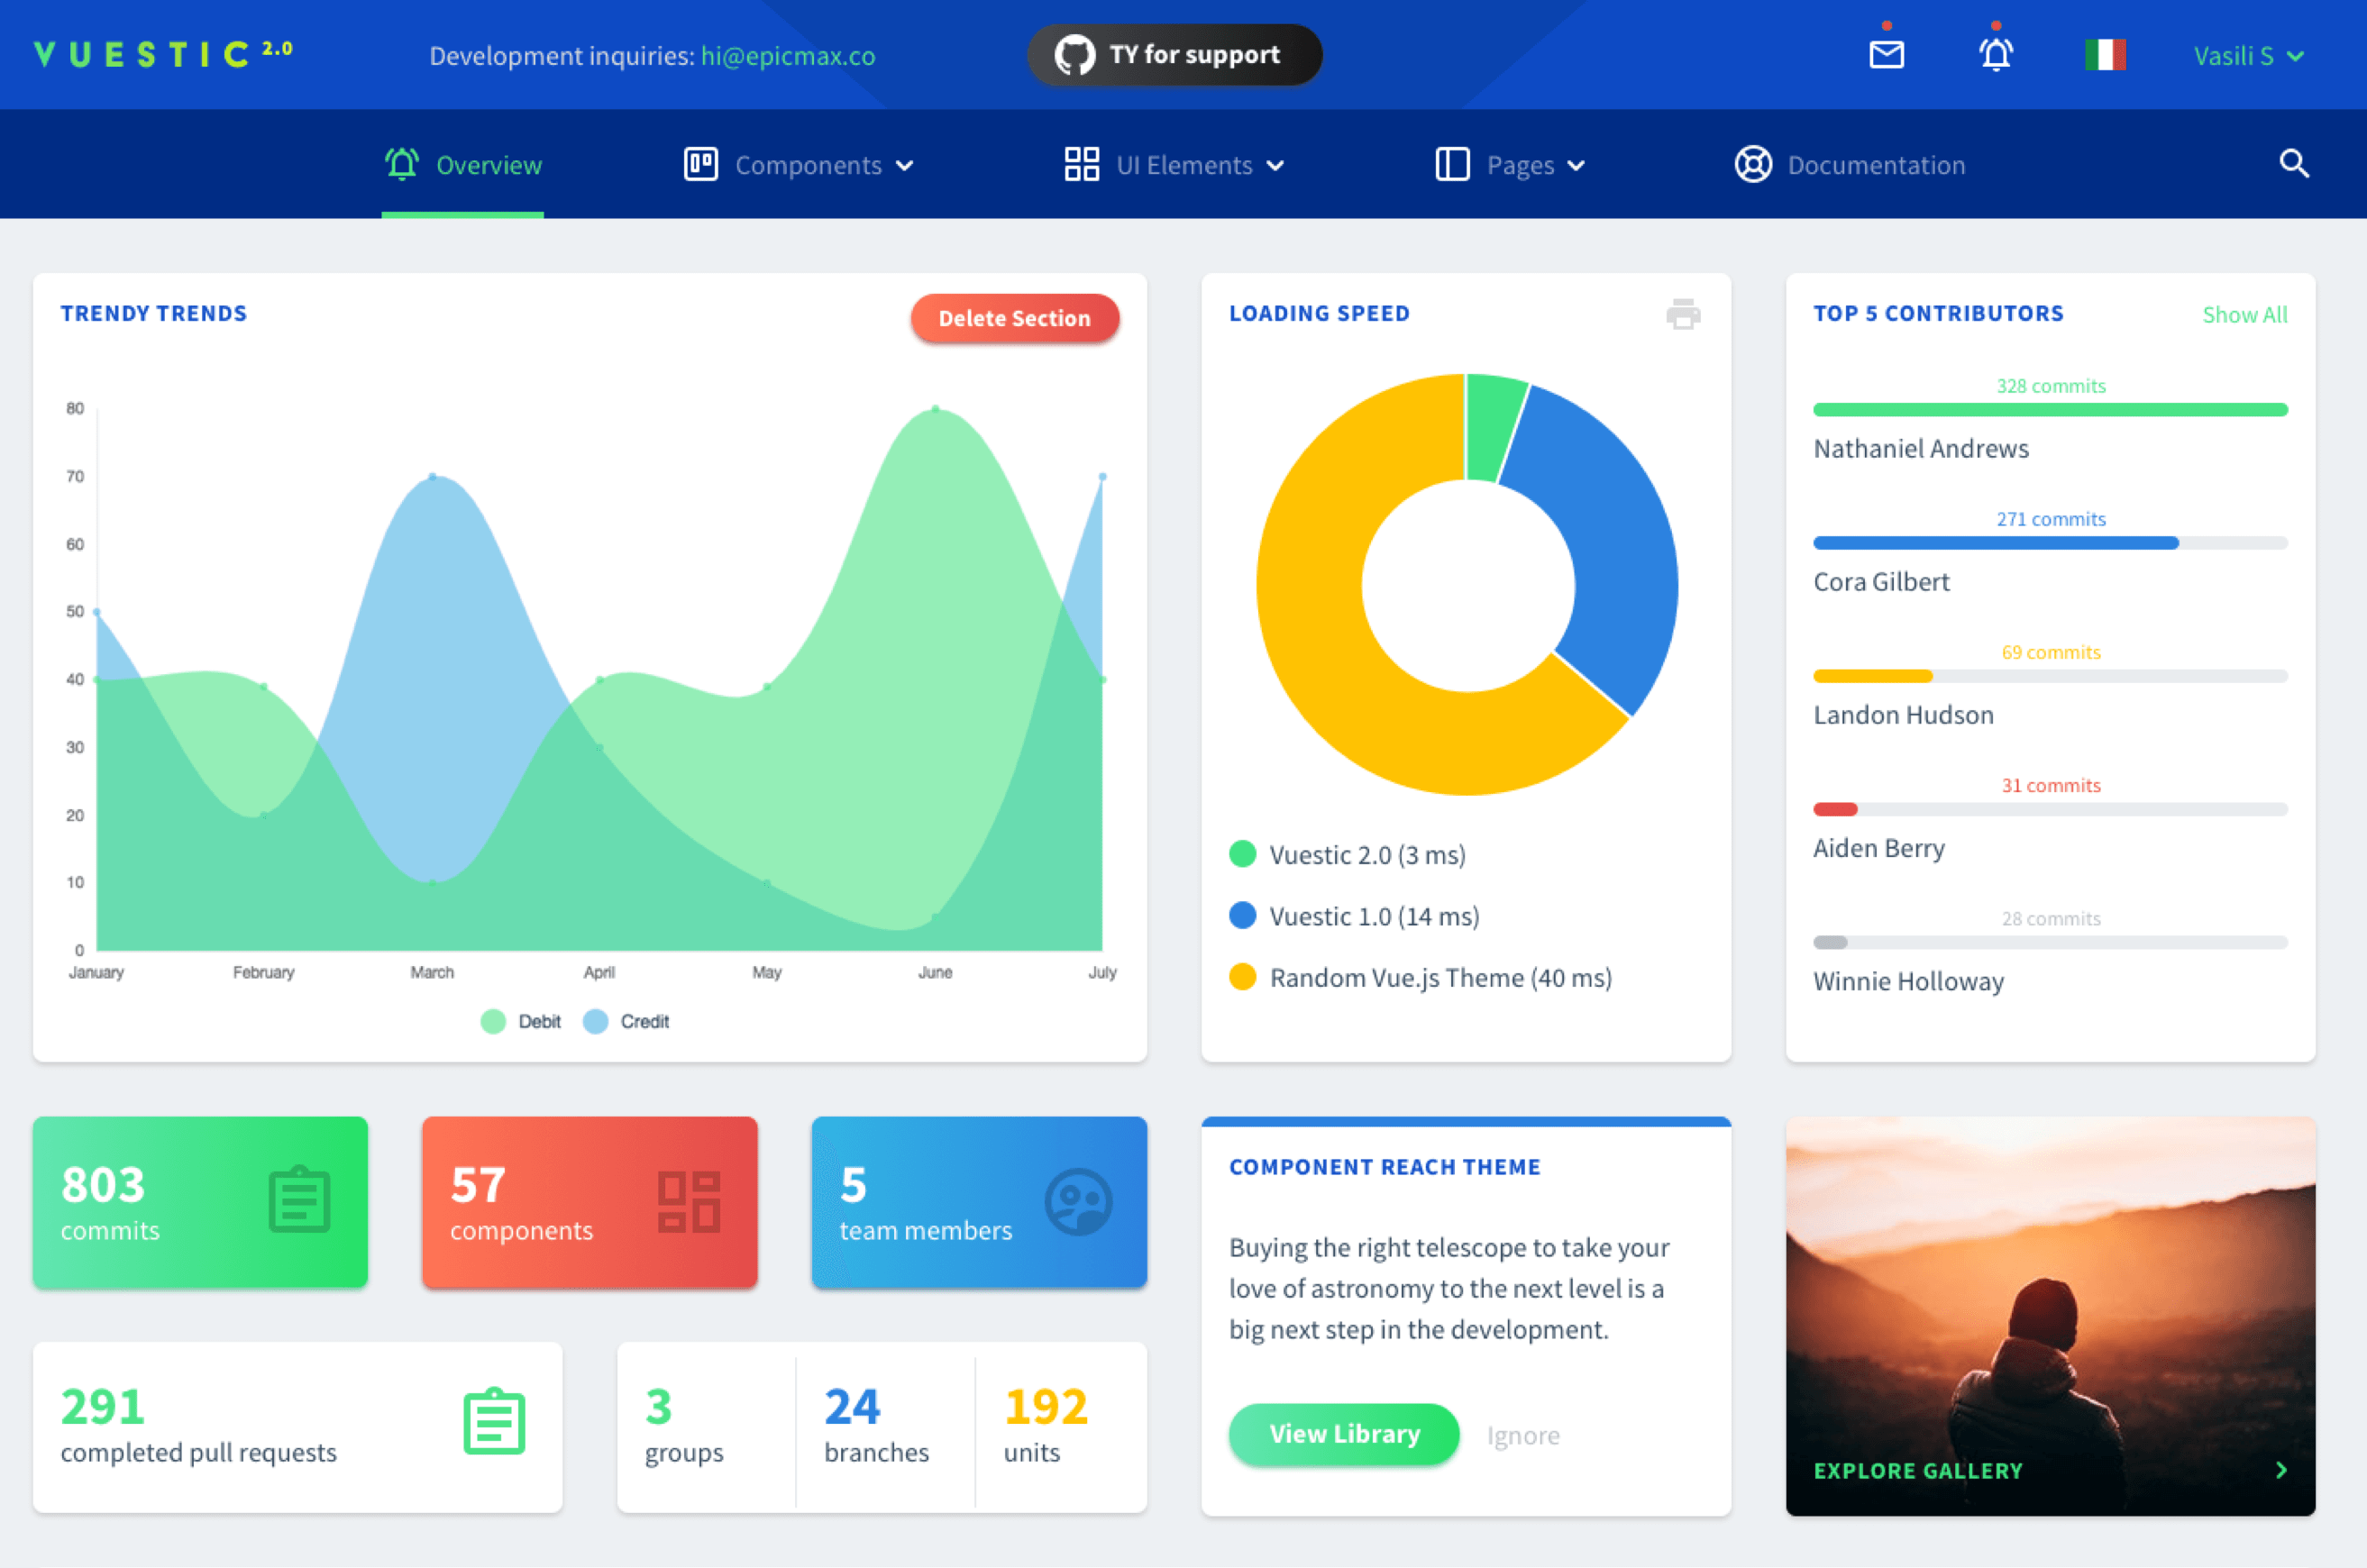 VUESTIC 2.0
Development inquiries: hi@epicmax.co
TY for support
Vasili S
Overview
Components
UI Elements
Pages
Documentation
TRENDY TRENDS
Delete Section
80
70
60
50
40
30
20
10
0
January February March April May June July
Debit Credit
LOADING SPEED
Vuestic 2.0 (3 ms)
Vuestic 1.0 (14 ms)
Random Vue.js Theme (40 ms)
TOP 5 CONTRIBUTORS
Show All
328 commits
Nathaniel Andrews
271 commits
Cora Gilbert
69 commits
Landon Hudson
31 commits
Aiden Berry
28 commits
Winnie Holloway
803
commits
57
components
5
team members
291
completed pull requests
3
groups
24
branches
192
units
COMPONENT REACH THEME
Buying the right telescope to take your
love of astronomy to the next level is a
big next step in the development.
View Library
Ignore
EXPLORE GALLERY